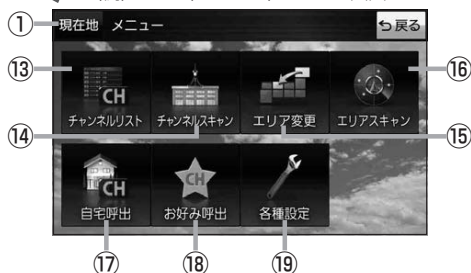 ① 現在地 メニュー 戻る
⑬ ⑯
CH CH
チャンネルリスト チャンネルスキャン エリア変更 エリアスキャン
⑭ ⑮
CH CH
自宅呼出 お好み呼出 各種設定
⑰ ⑱ ⑲